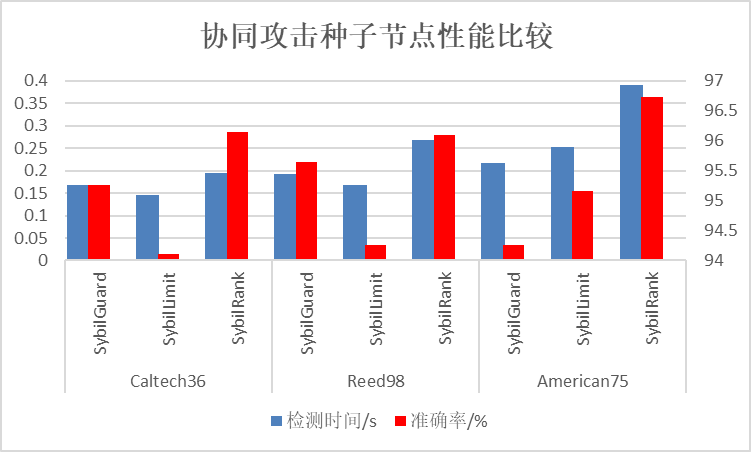 协同攻击种子节点性能比较
0.4
0.35
0.3
0.25
0.2
0.15
0.1
0.05
0
97
96.5
96
95.5
95
94.5
94
SybilGuard
SybilLimit
SybilRank
SybilGuard
SybilLimit
SybilRank
SybilGuard
SybilLimit
SybilRank
Caltech36
Reed98
American75
检测时间/s
准确率/%